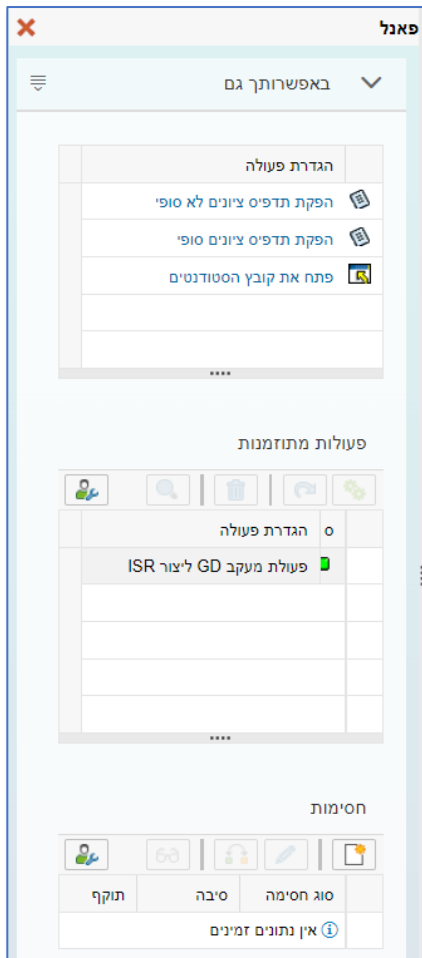 פאנל
באפשרותך גם
הגדרת פעולה
הפקת תדפיס ציונים לא סופי
הפקת תדפיס ציונים סופי
פתח את קובץ הסטודנטים
פעולות מתוזמנות
ס הגדרת פעולה
פעולת מעקב GD ליצור ISR
חסימות
סוג חסימה סיבה תוקף
אין נתונים זמינים